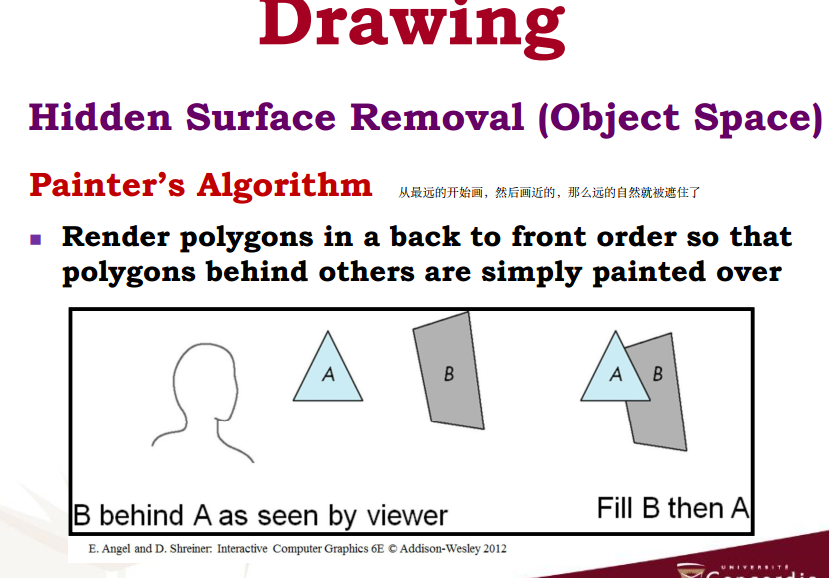 Drawing
Hidden Surface Removal (Object Space)
Painter’s Algorithm 从最远的开始画，然后画近的，那么远的自然就被遮住了
■ Render polygons in a back to front order so that
polygons behind others are simply painted over
A
B
A
B
B behind A as seen by viewer
Fill B then A
E. Angel and D. Shreiner: Interactive Computer Graphics 6E © Addison-Wesley 2012
UNIVERSITÉ